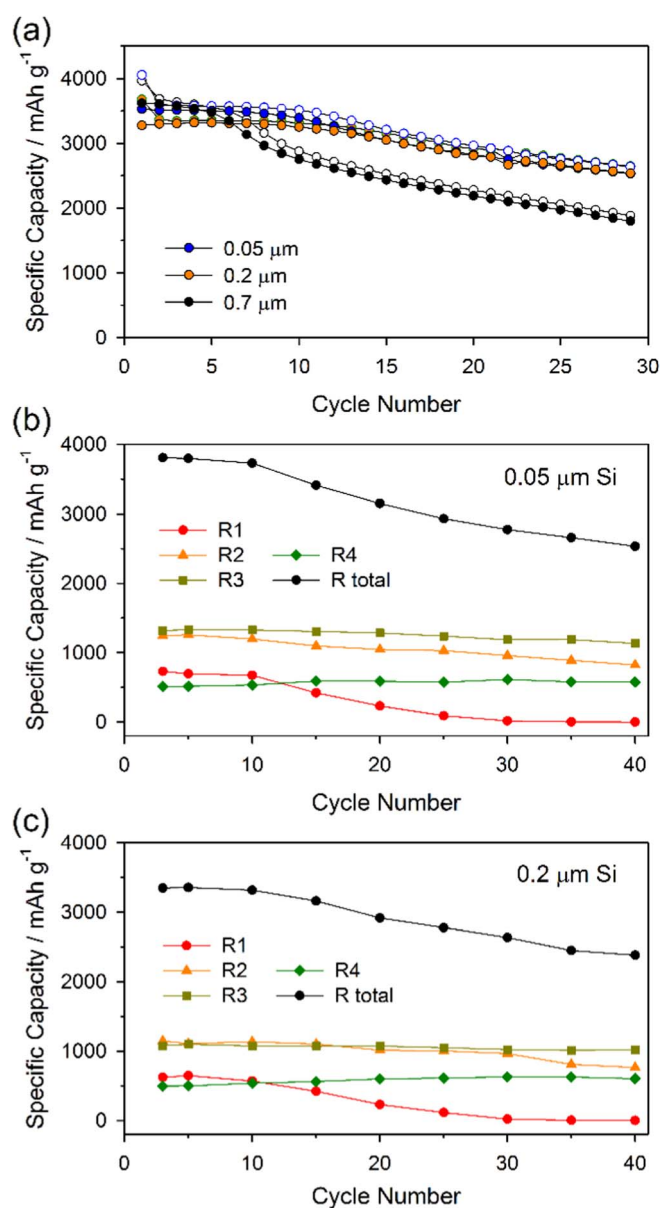 (a)
Specific Capacity / mAh g⁻¹
4000
3000
2000
1000
0
0.05 μm
0.2 μm
0.7 μm
0 5 10 15 20 25 30
Cycle Number
(b)
Specific Capacity / mAh g⁻¹
4000
3000
2000
1000
0
0.05 μm Si
R1
R2 R4
R3 R total
0 10 20 30 40
Cycle Number
(c)
Specific Capacity / mAh g⁻¹
4000
3000
2000
1000
0
0.2 μm Si
R1
R2 R4
R3 R total
0 10 20 30 40
Cycle Number